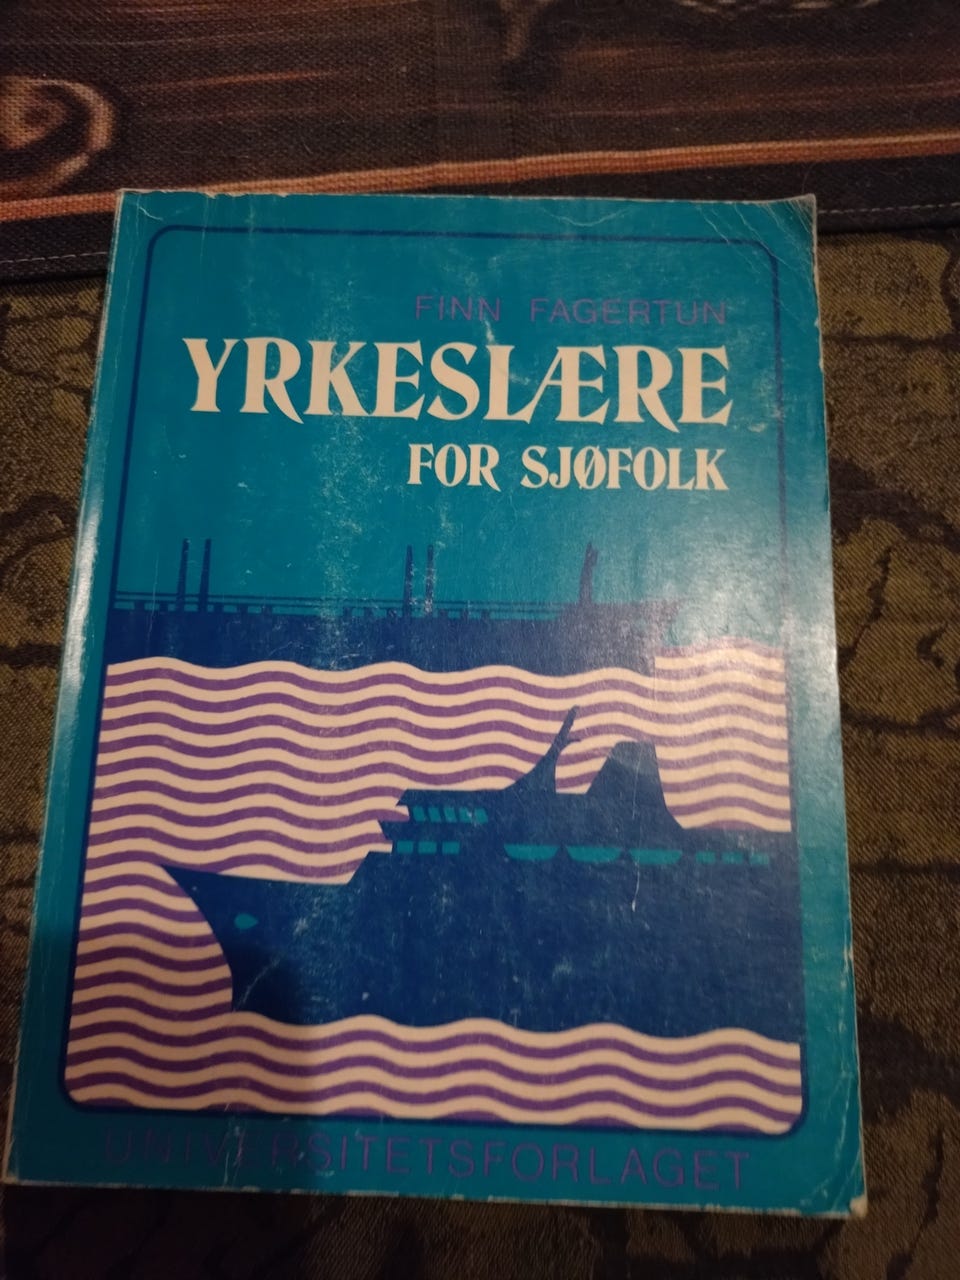 FINN FAGERTUN
YRKESLÆRE
FOR SJØFOLK
UNIVERSITETSFORLAGET